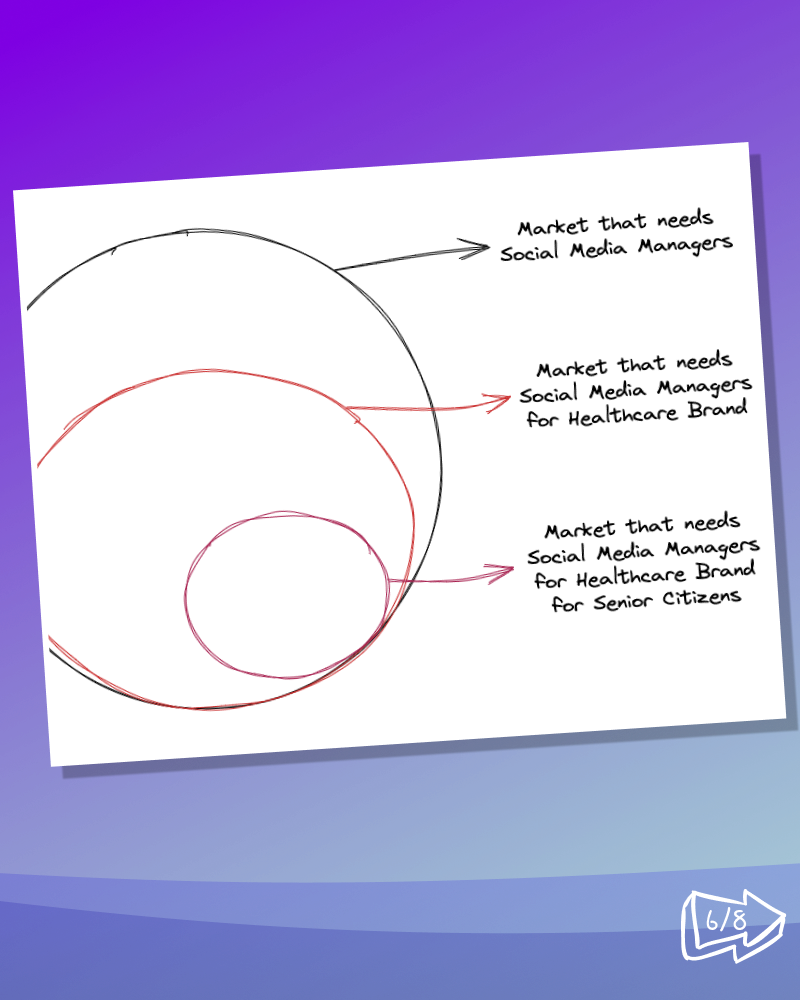 Market that needs
Social Media Managers
Market that needs
Social Media Managers
for Healthcare Brand
Market that needs
Social Media Managers
for Healthcare Brand
for Senior Citizens
6/8